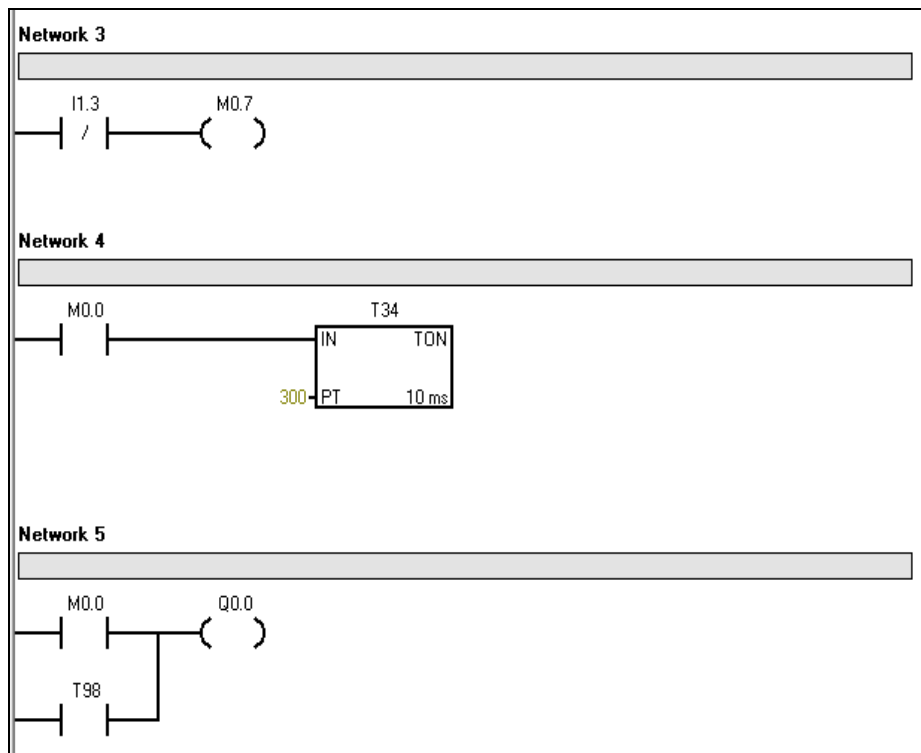 Network 3
I1.3 M0.7
/
Network 4
M0.0 T34
IN TON
300 PT 10 ms
Network 5
M0.0 Q0.0
T98